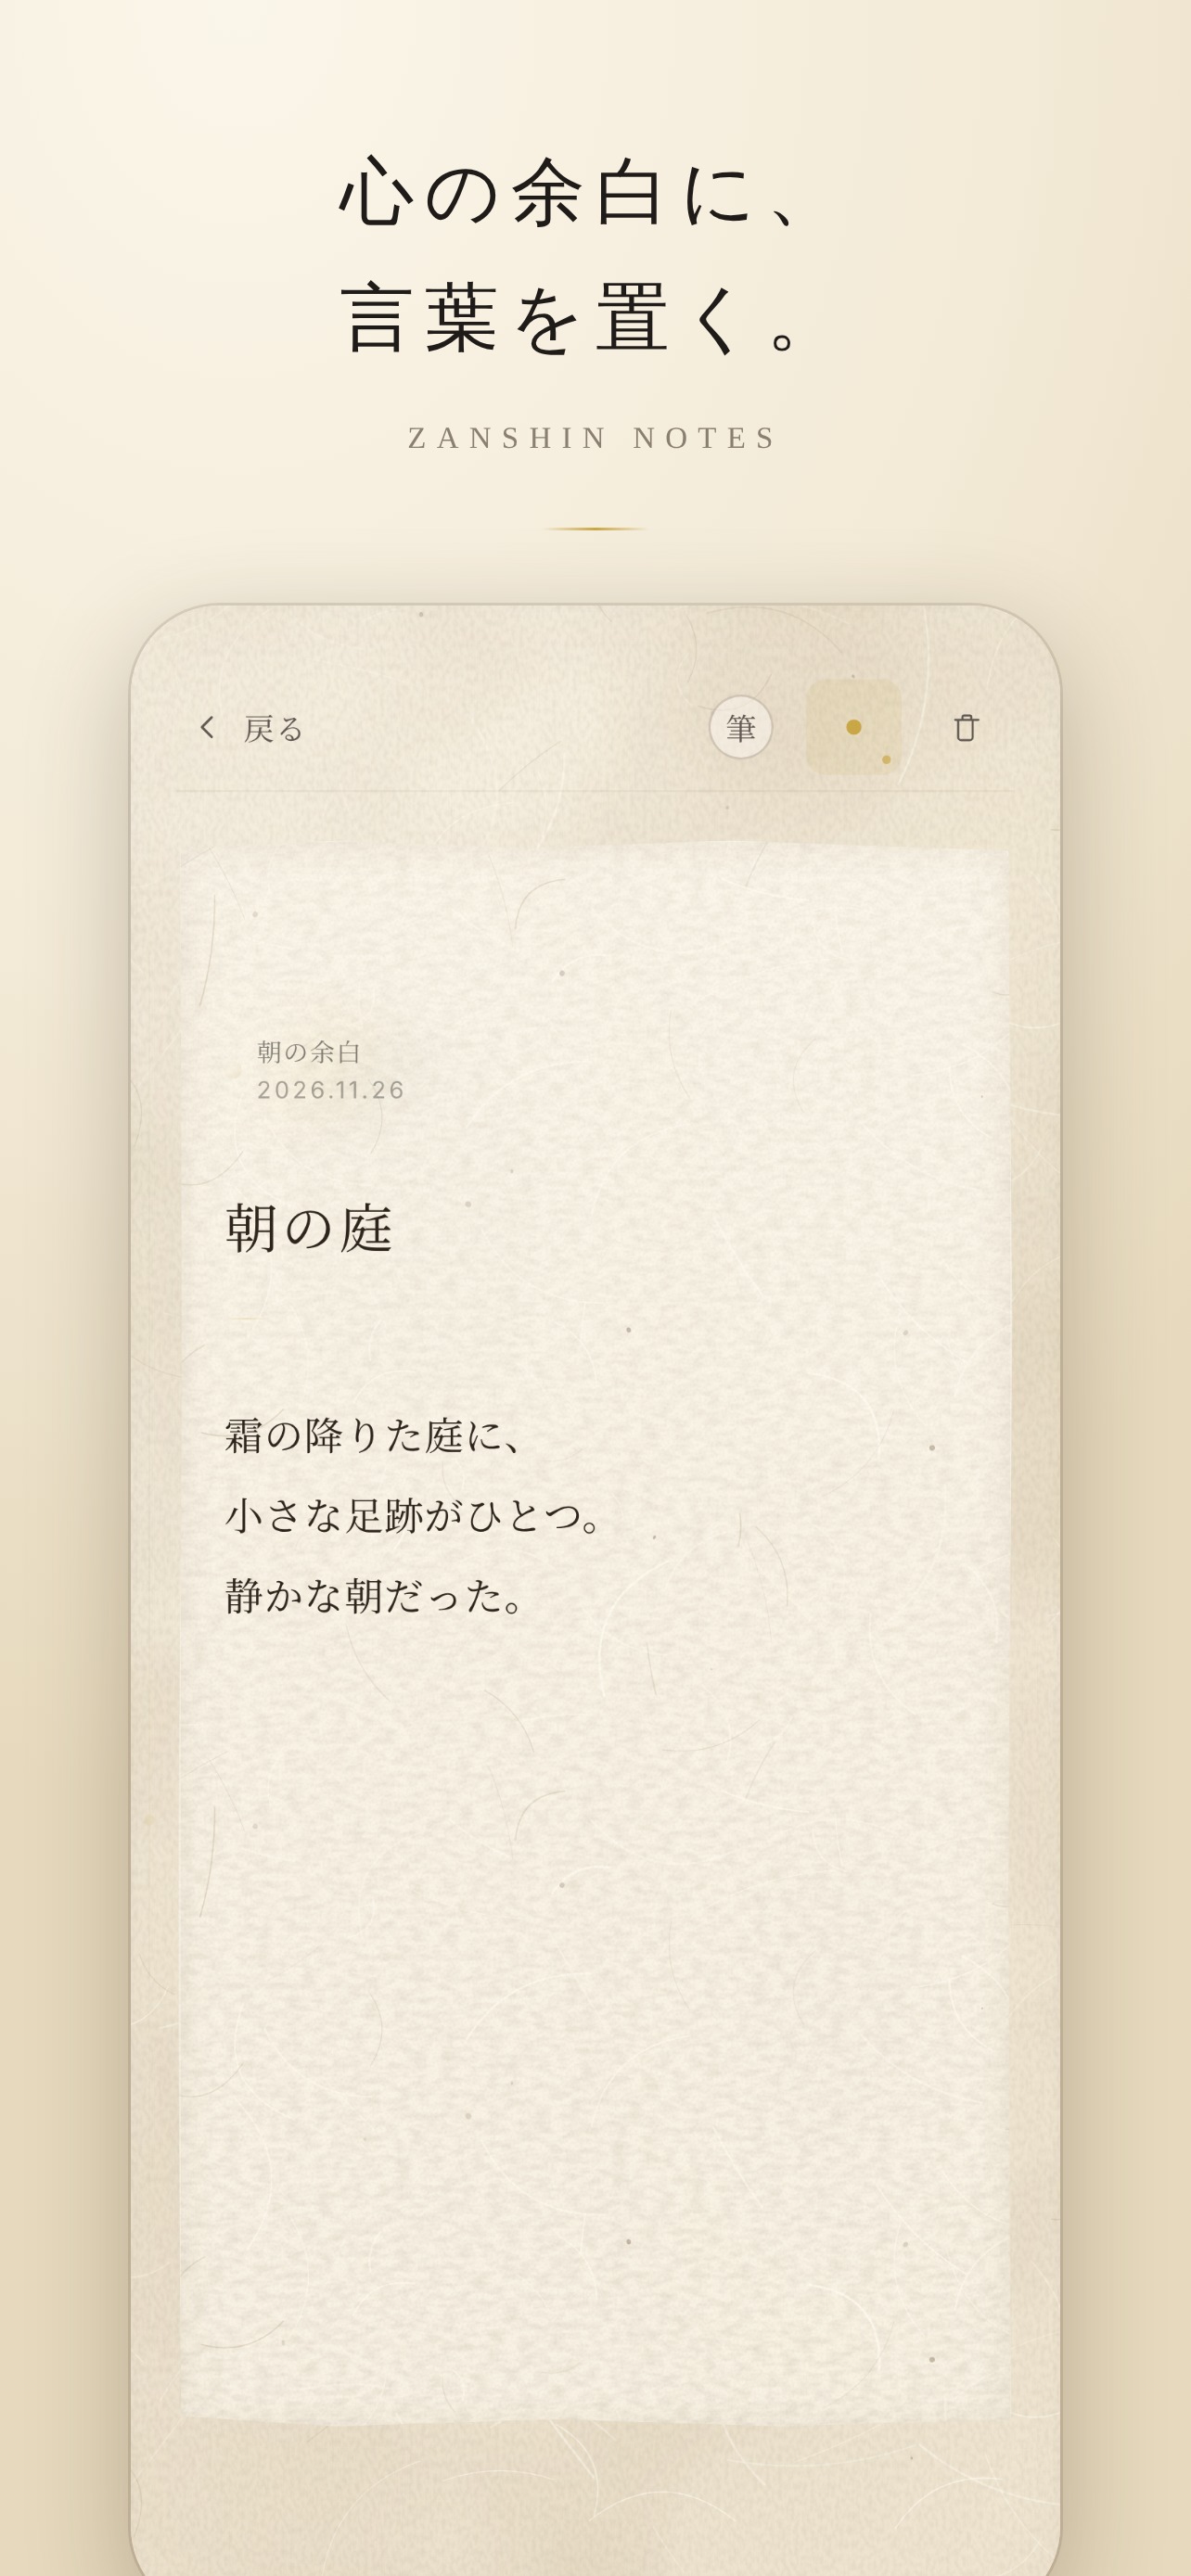 心の余白に、
言葉を置く。
ZANSHIN NOTES
戻る 筆
朝の余白
2026.11.26
朝の庭
霜の降りた庭に、
小さな足跡がひとつ。
静かな朝だった。